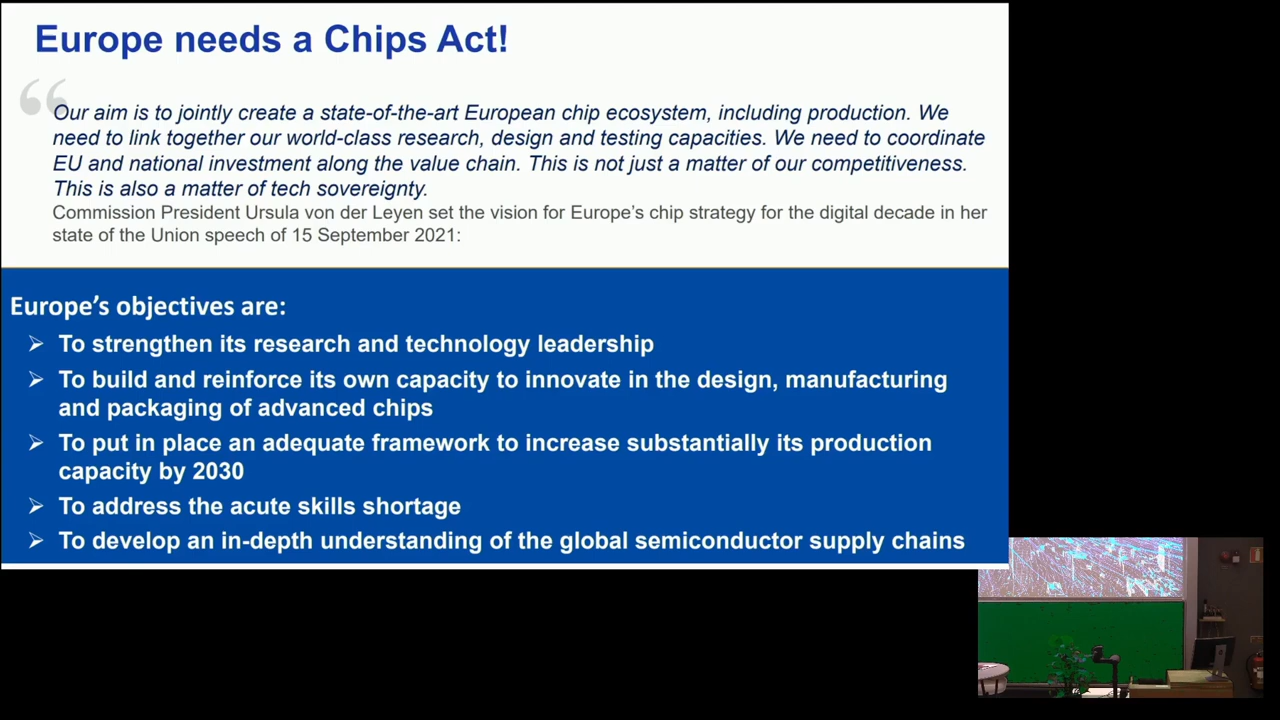 Europe needs a Chips Act!
“
Our aim is to jointly create a state-of-the-art European chip ecosystem, including production. We
need to link together our world-class research, design and testing capacities. We need to coordinate
EU and national investment along the value chain. This is not just a matter of our competitiveness.
This is also a matter of tech sovereignty.
Commission President Ursula von der Leyen set the vision for Europe’s chip strategy for the digital decade in her
state of the Union speech of 15 September 2021:
Europe’s objectives are:
➢ To strengthen its research and technology leadership
➢ To build and reinforce its own capacity to innovate in the design, manufacturing
and packaging of advanced chips
➢ To put in place an adequate framework to increase substantially its production
capacity by 2030
➢ To address the acute skills shortage
➢ To develop an in-depth understanding of the global semiconductor supply chains